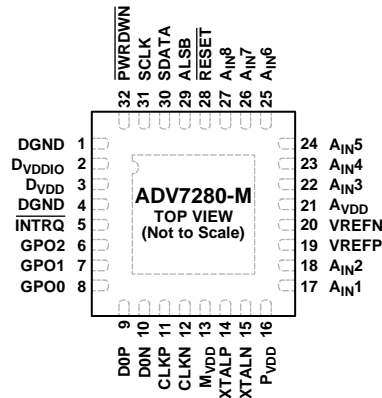 32 PWRDWN
31 SCLK
30 SDATA
29 ALSB
28 RESET
27 AIN8
26 AIN7
25 AIN6
DGND 1
DVDDIO 2
DVDD 3
DGND 4
INTRQ 5
GPO2 6
GPO1 7
GPO0 8
ADV7280-M
TOP VIEW
(Not to Scale)
24 AIN5
23 AIN4
22 AIN3
21 AVDD
20 VREFN
19 VREFP
18 AIN2
17 AIN1
D0P 9
D0N 10
CLKP 11
CLKN 12
MVDD 13
XTALP 14
XTALN 15
PVDD 16